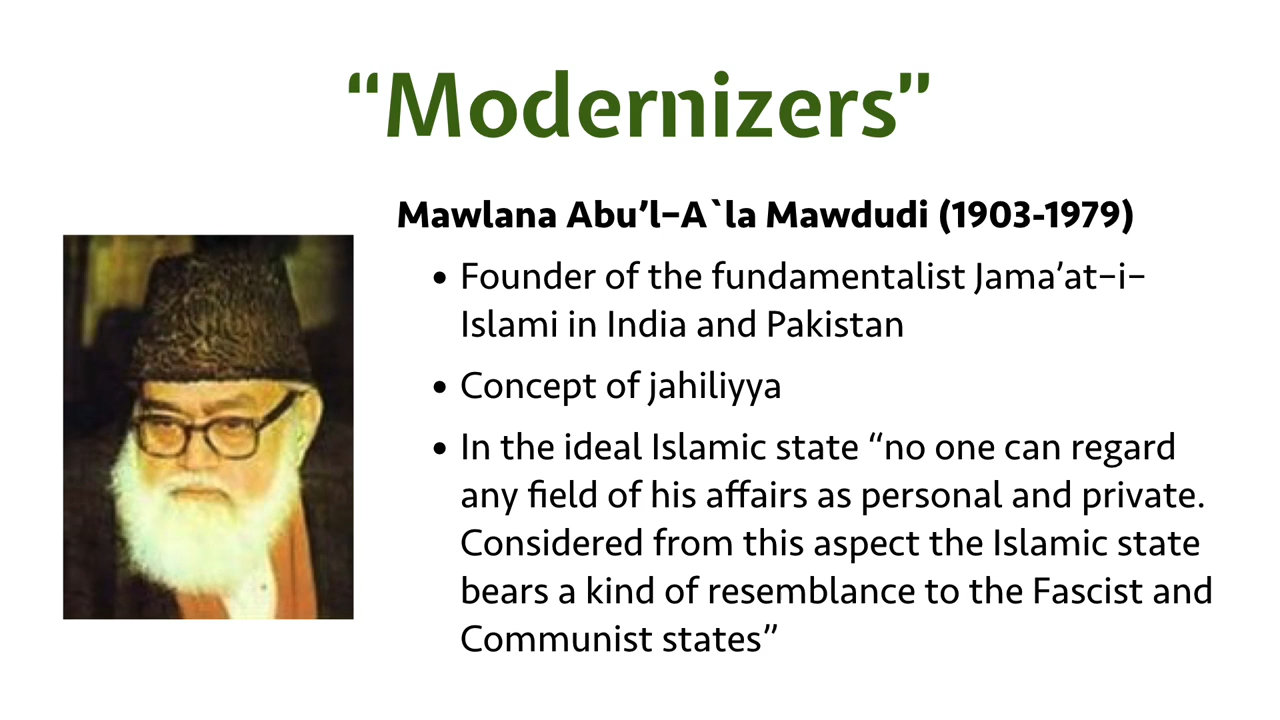 “Modernizers”
Mawlana Abu’l–A`la Mawdudi (1903-1979)
• Founder of the fundamentalist Jama’at–i–
Islami in India and Pakistan
• Concept of jahiliyya
• In the ideal Islamic state “no one can regard
any field of his affairs as personal and private.
Considered from this aspect the Islamic state
bears a kind of resemblance to the Fascist and
Communist states”